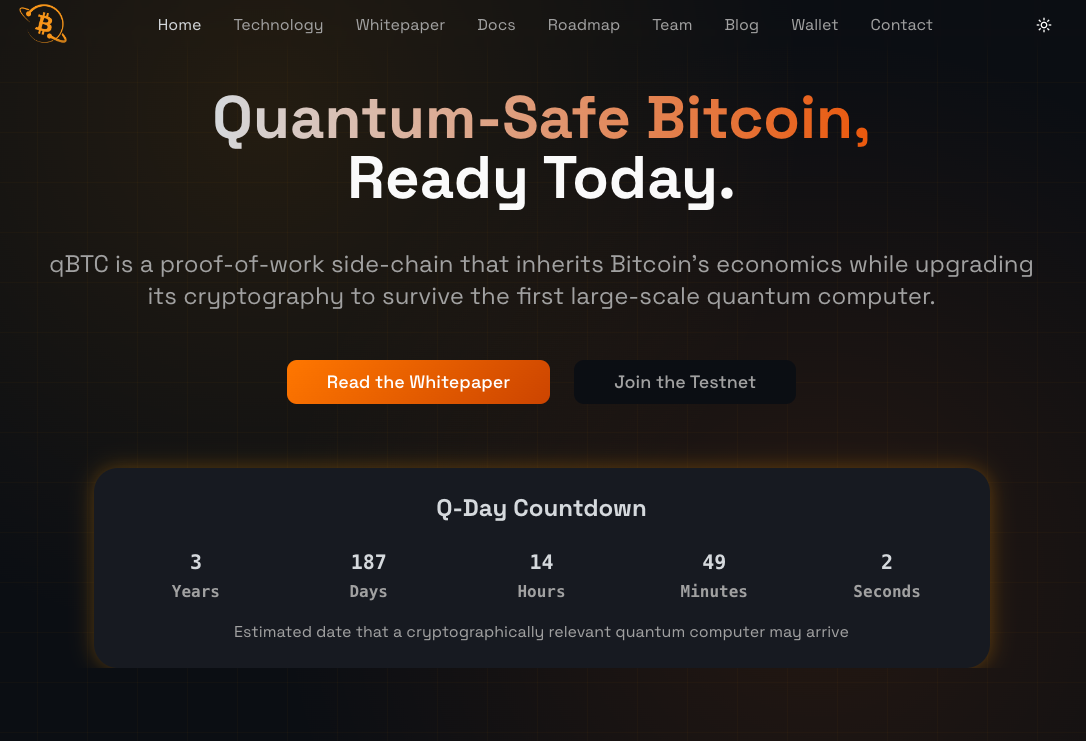 Home Technology Whitepaper Docs Roadmap Team Blog Wallet Contact
Quantum-Safe Bitcoin,
Ready Today.
qBTC is a proof-of-work side-chain that inherits Bitcoin's economics while upgrading
its cryptography to survive the first large-scale quantum computer.
Read the Whitepaper Join the Testnet
Q-Day Countdown
3 187 14 49 2
Years Days Hours Minutes Seconds
Estimated date that a cryptographically relevant quantum computer may arrive